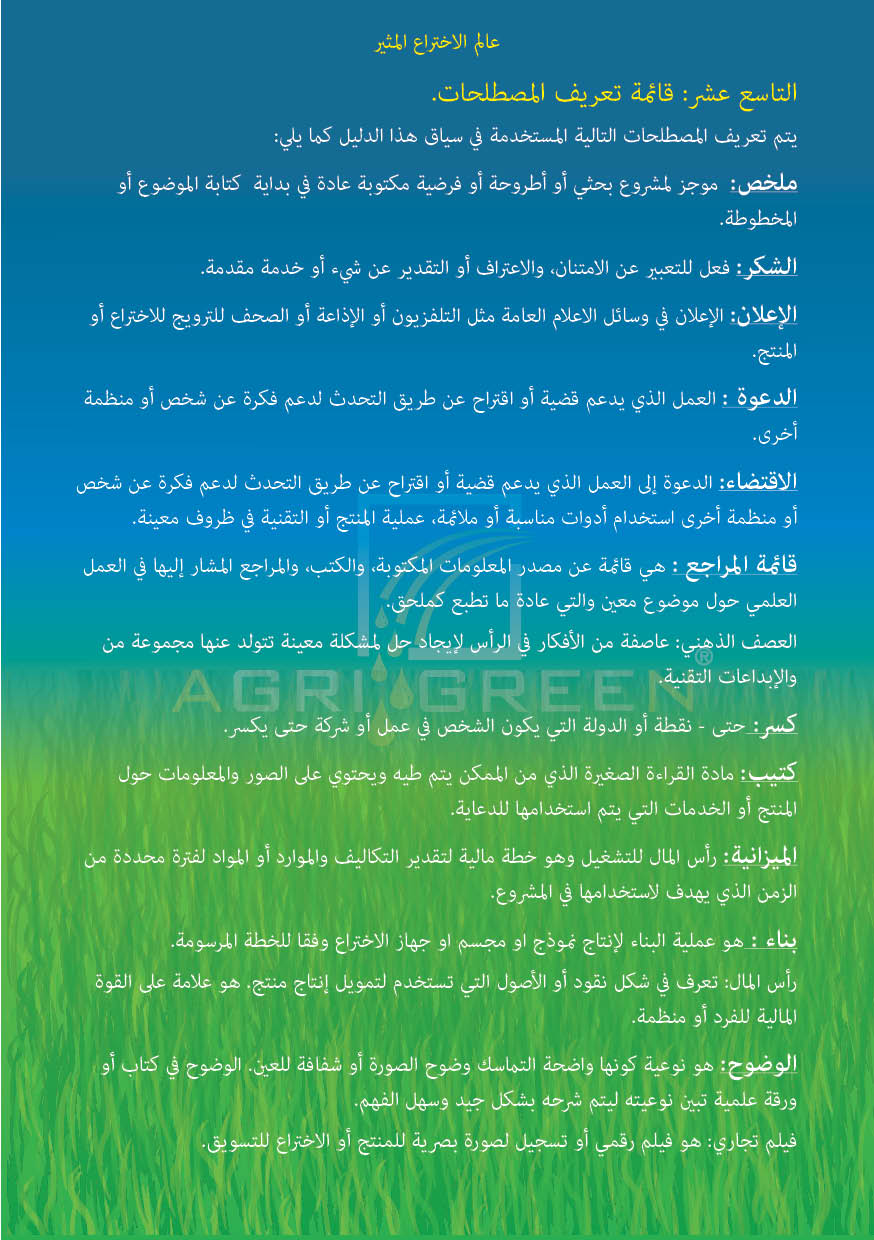 عالم الاختراع المثير
التاسع عشر: قائمة تعريف المصطلحات.
يتم تعريف المصطلحات التالية المستخدمة في سياق هذا الدليل كما يلي:
ملخص: موجز لمشروع بحثي أو أطروحة أو فرضية مكتوبة عادة في بداية كتابة الموضوع أو
المخطوطة.
الشكر: فعل للتعبير عن الامتنان، والاعتراف أو التقدير عن شيء أو خدمة مقدمة.
الإعلان: الإعلان في وسائل الاعلام العامة مثل التلفزيون أو الإذاعة أو الصحف للترويج للاختراع أو
المنتج.
الدعوة : العمل الذي يدعم قضية أو اقتراح عن طريق التحدث لدعم فكرة عن شخص أو منظمة
أخرى.
الاقتضاء: الدعوة إلى العمل الذي يدعم قضية أو اقتراح عن طريق التحدث لدعم فكرة عن شخص
أو منظمة أخرى استخدام أدوات مناسبة أو ملائمة، عملية المنتج أو التقنية في ظروف معينة.
قائمة المراجع : هي قائمة عن مصدر المعلومات المكتوبة، والكتب، والمراجع المشار إليها في العمل
العلمي حول موضوع معين والتي عادة ما تطبع كملحق.
العصف الذهني: عاصفة من الأفكار في الرأس لإيجاد حل لمشكلة معينة تتولد عنها مجموعة من
والإبداعات التقنية.
AGRI GREEN ®
كسر: حتى - نقطة أو الدولة التي يكون الشخص في عمل أو شركة حتى يكسر.
كتيب: مادة القراءة الصغيرة الذي من الممكن يتم طيه ويحتوي على الصور والمعلومات حول
المنتج أو الخدمات التي يتم استخدامها للدعاية.
الميزانية: رأس المال للتشغيل وهو خطة مالية لتقدير التكاليف والموارد أو المواد لفترة محددة من
الزمن الذي يهدف لاستخدامها في المشروع.
بناء : هو عملية البناء لإنتاج نموذج او مجسم او جهاز الاختراع وفقا للخطة المرسومة.
رأس المال: تعرف في شكل نقود أو الأصول التي تستخدم لتمويل إنتاج منتج. هو علامة على القوة
المالية للفرد أو منظمة.
الوضوح: هو نوعية كونها واضحة التماسك وضوح الصورة أو شفافة للعين. الوضوح في كتاب أو
ورقة علمية تبين نوعيته ليتم شرحه بشكل جيد وسهل الفهم.
فيلم تجاري: هو فيلم رقمي أو تسجيل لصورة بصرية للمنتج أو الاختراع للتسويق.